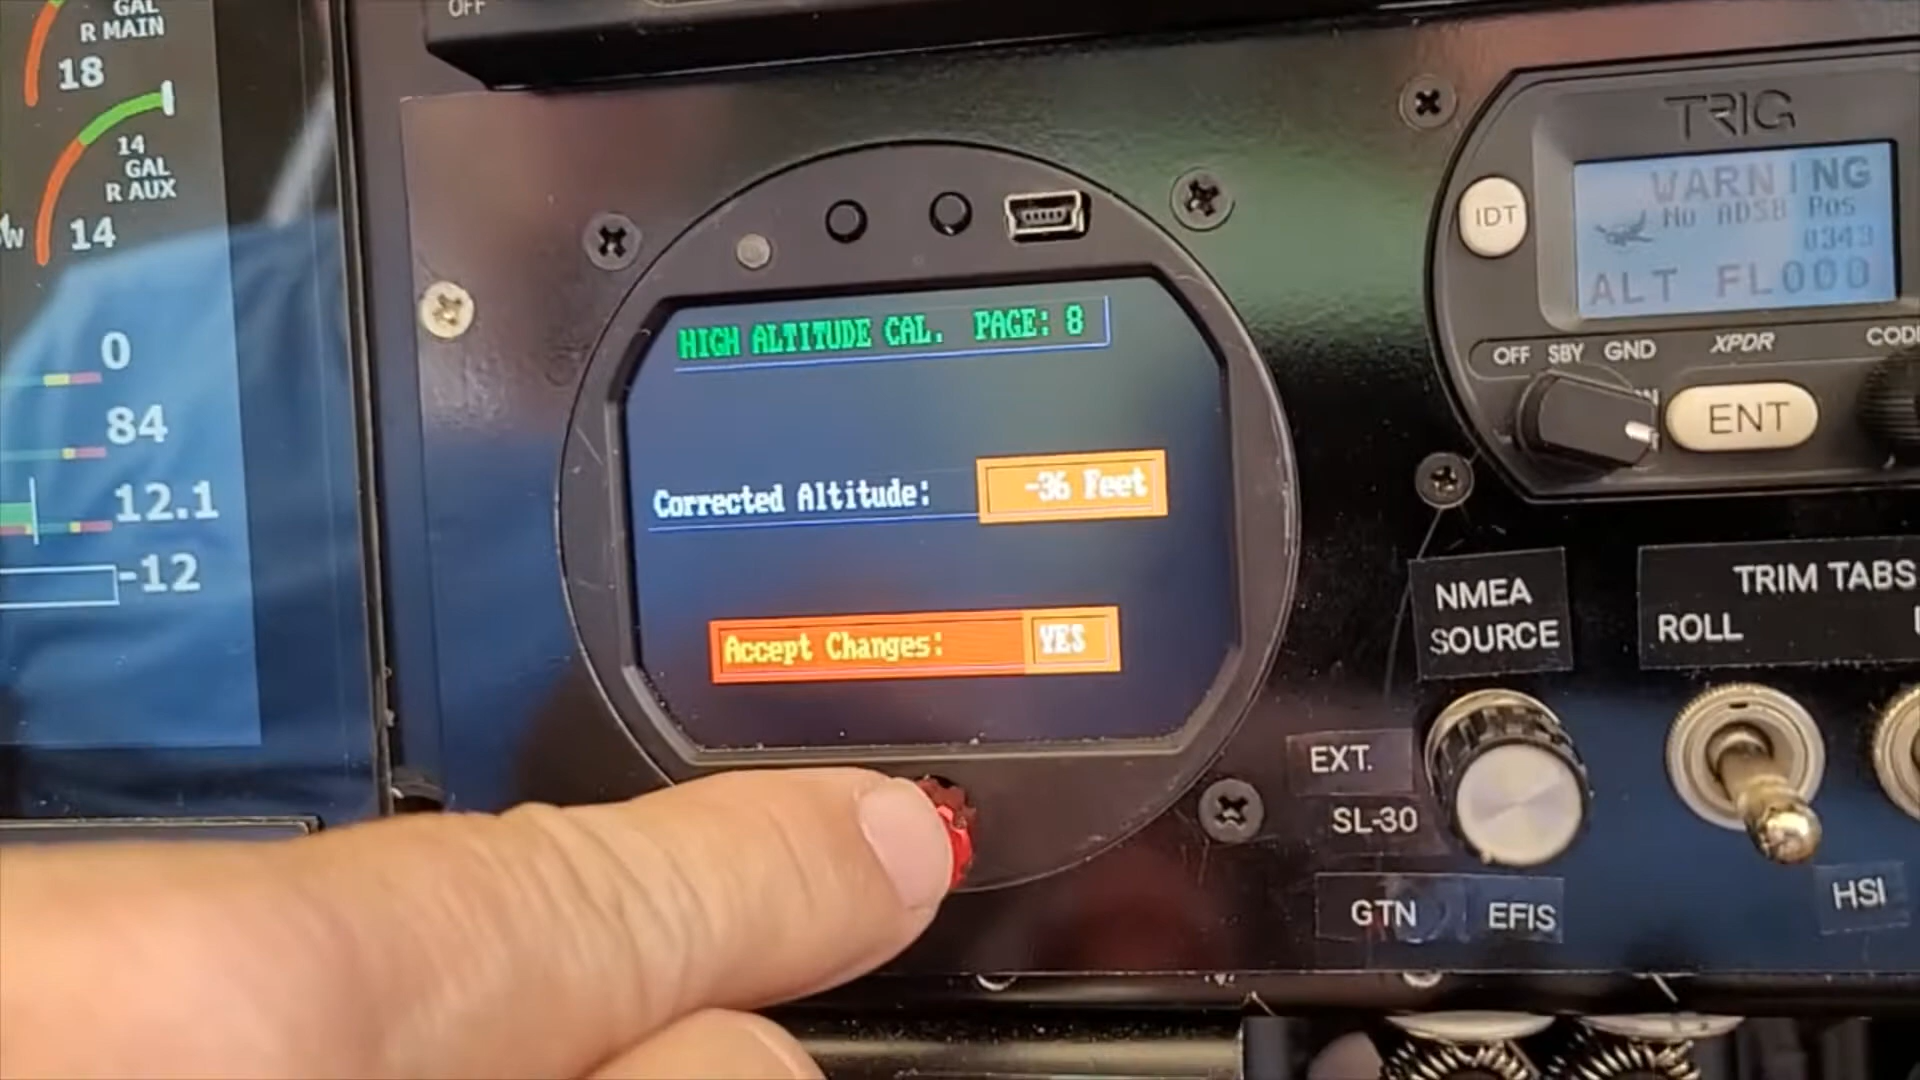 GAL
R MAIN
18
14
GAL
R AUX
14
0
84
12.1
-12
OFF
HIGH ALTITUDE CAL. PAGE: 8
Corrected Altitude: -36 Feet
Accept Changes: YES
TRIG
WARNING
No ADSB Pos
0343
ALT FL000
IDT
OFF SBY GND XPDR
ENT
NMEA
SOURCE
TRIM TABS
ROLL
EXT.
SL-30
GTN EFIS
HSI